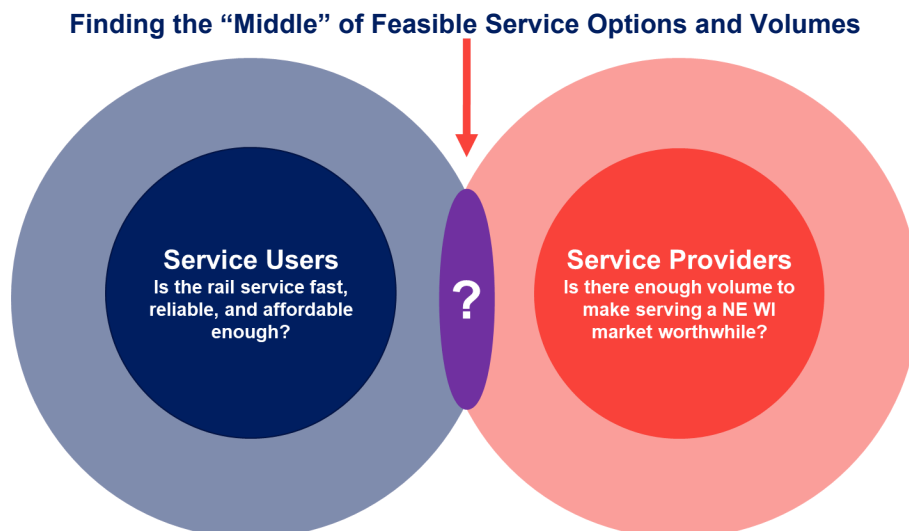 Finding the “Middle” of Feasible Service Options and Volumes
Service Users
Is the rail service fast,
reliable, and affordable
enough?
?
Service Providers
Is there enough volume to
make serving a NE WI
market worthwhile?